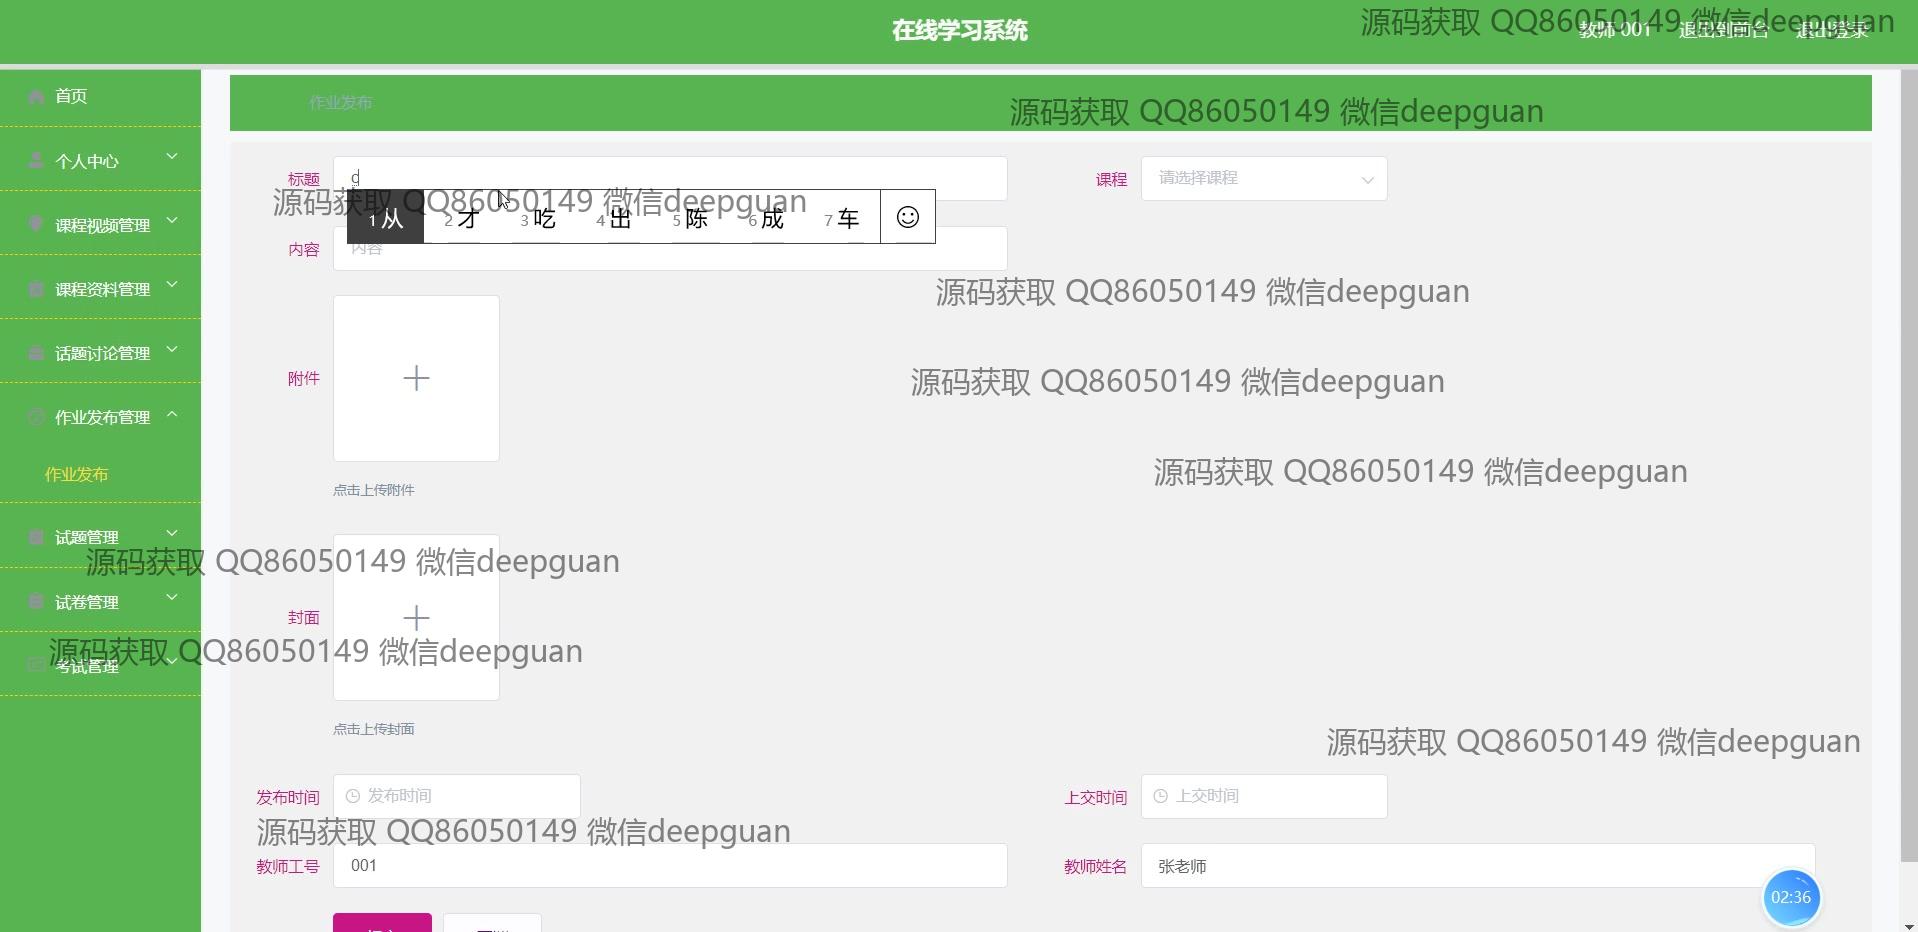 在线学习系统
教师 001 退出到前台 退出登录
源码获取 QQ86050149 微信deepguan
首页
作业发布
源码获取 QQ86050149 微信deepguan
个人中心
标题
课程 请选择课程
源码获取 QQ86050149 微信deepguan
1 从 2 才 3 吃 4 出 5 陈 6 成 7 车
课程视频管理
内容 内容
课程资料管理
源码获取 QQ86050149 微信deepguan
话题讨论管理
附件
源码获取 QQ86050149 微信deepguan
作业发布管理
作业发布
源码获取 QQ86050149 微信deepguan
点击上传附件
试题管理
源码获取 QQ86050149 微信deepguan
试卷管理
封面
源码获取 QQ86050149 微信deepguan
考试管理
点击上传封面
源码获取 QQ86050149 微信deepguan
发布时间 发布时间
上交时间 上交时间
源码获取 QQ86050149 微信deepguan
教师工号 001
教师姓名 张老师
02:36